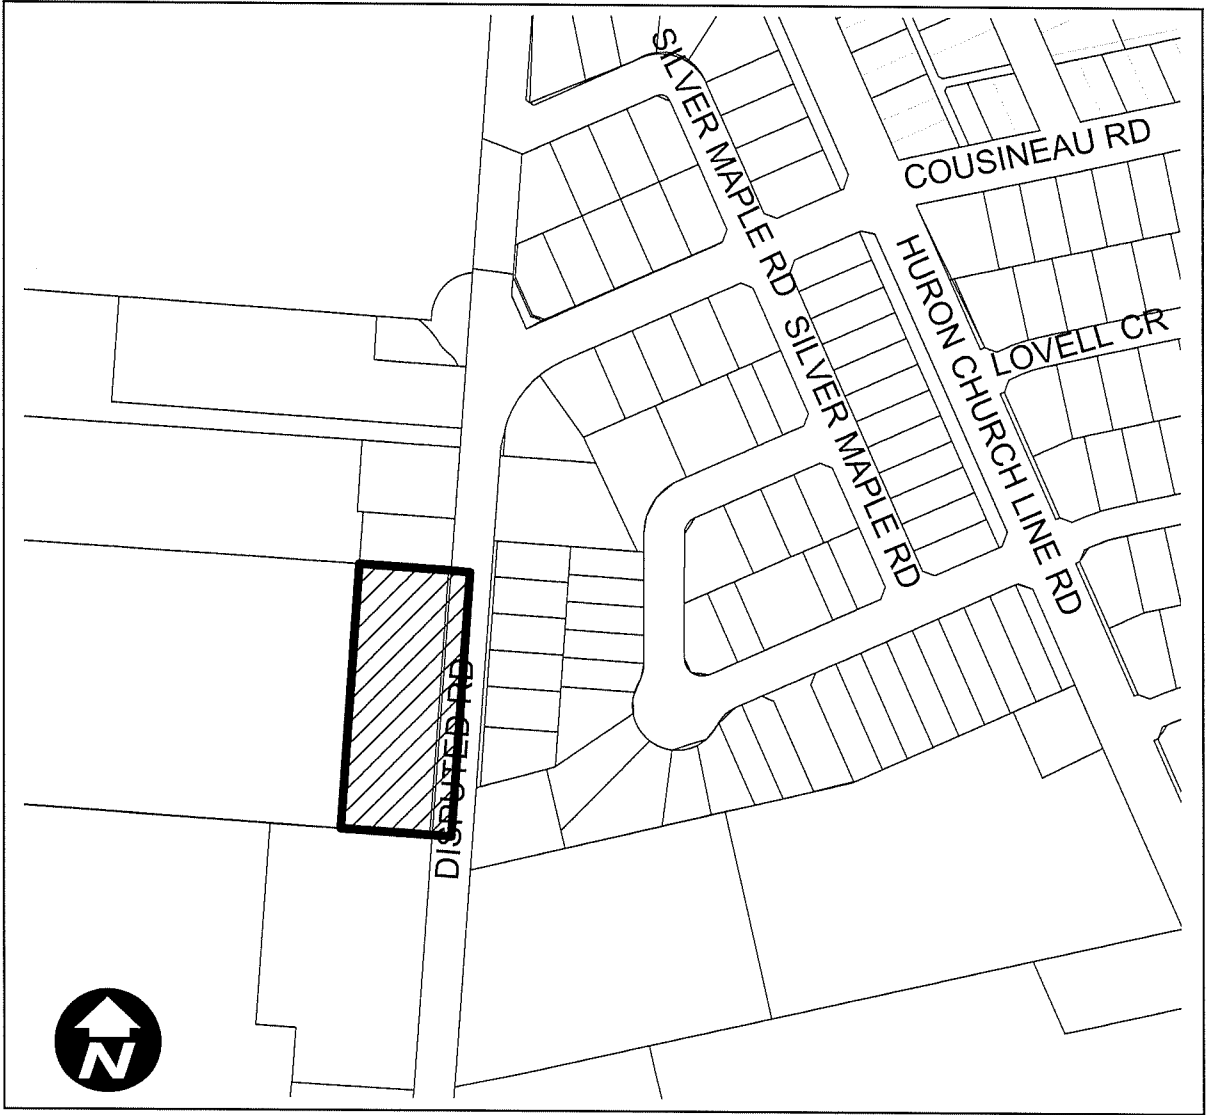 SILVER MAPLE RD
COUSINEAU RD
HURON CHURCH LINE RD
LOVELL CR
SILVER MAPLE RD
DISPUTED RD
N